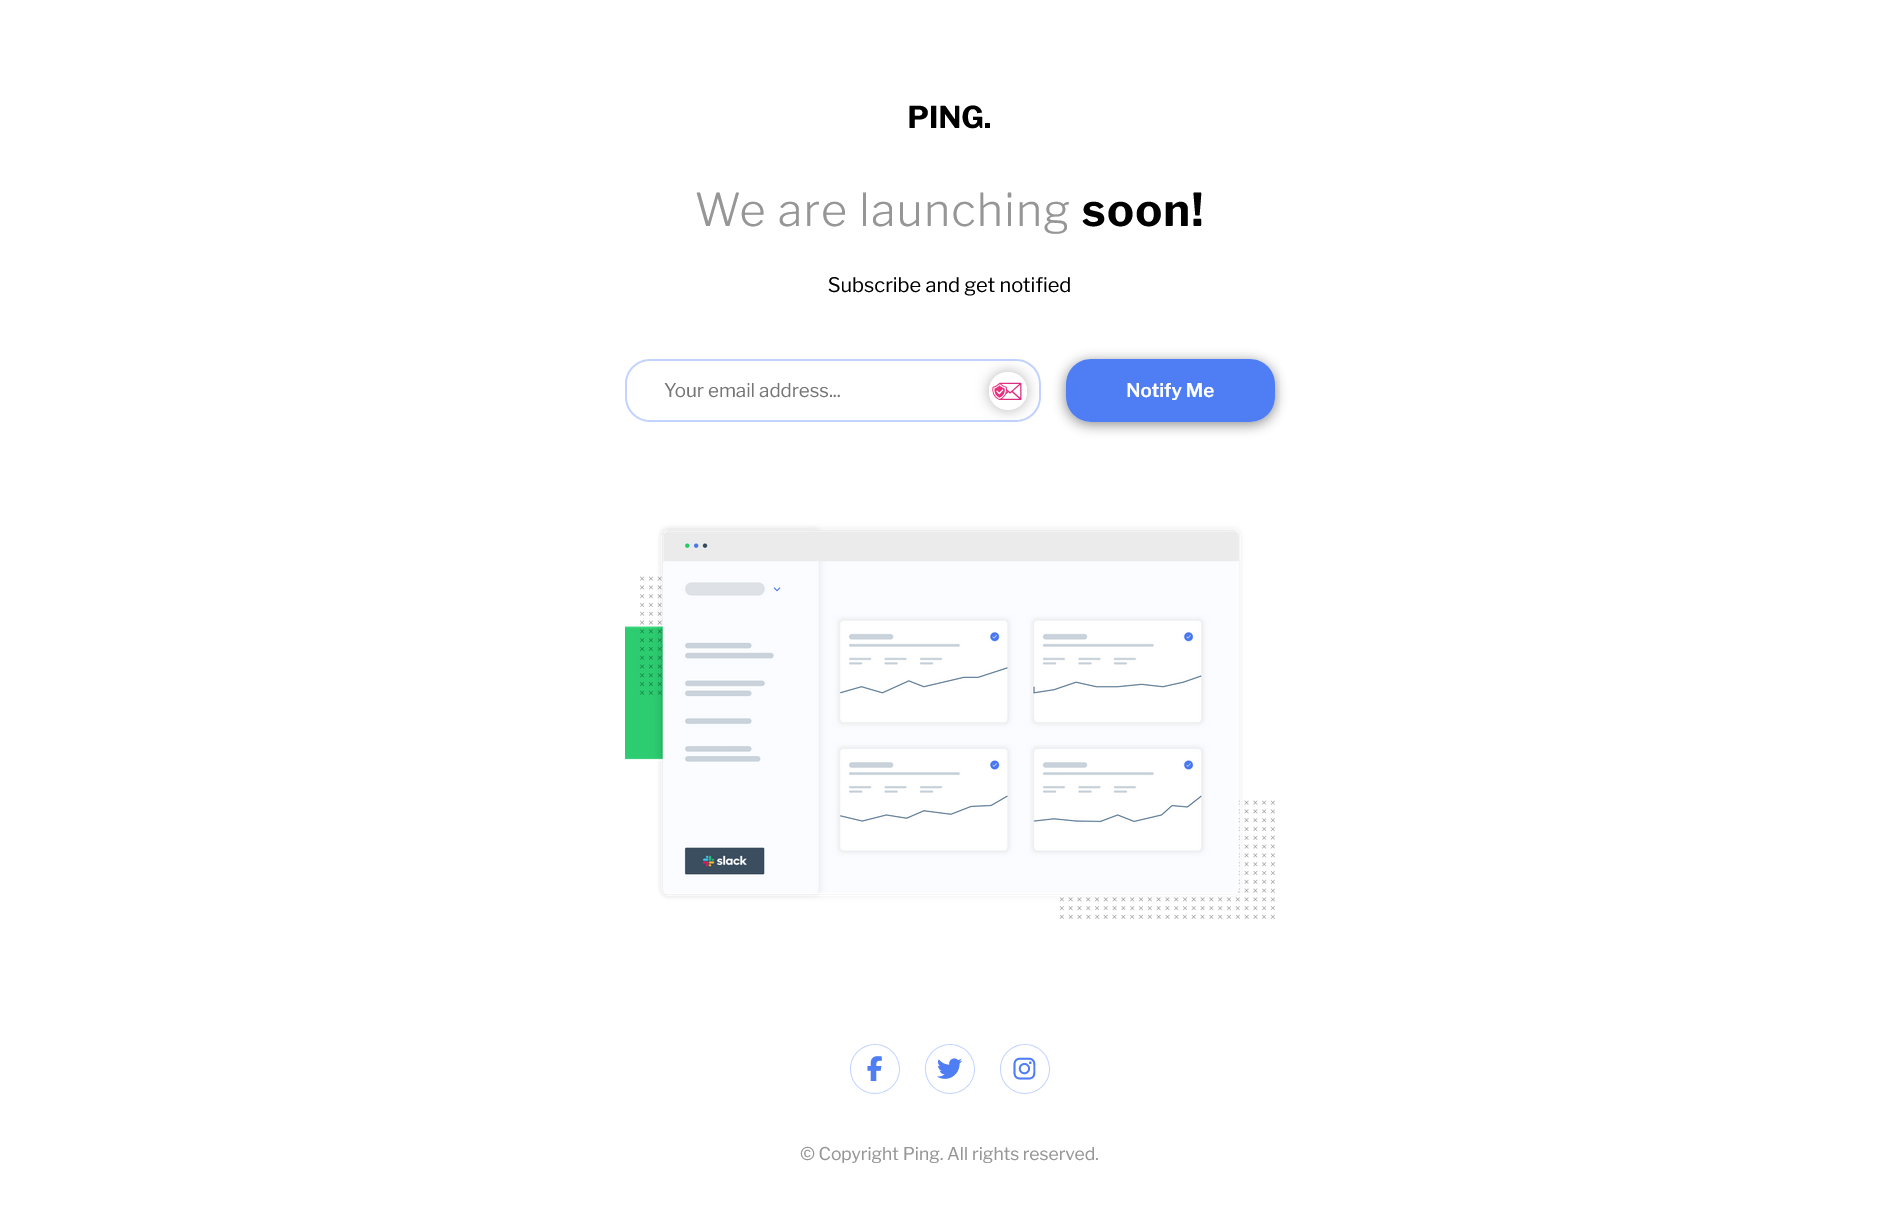 PING.
We are launching soon!
Subscribe and get notified
Your email address...
Notify Me
slack
© Copyright Ping. All rights reserved.